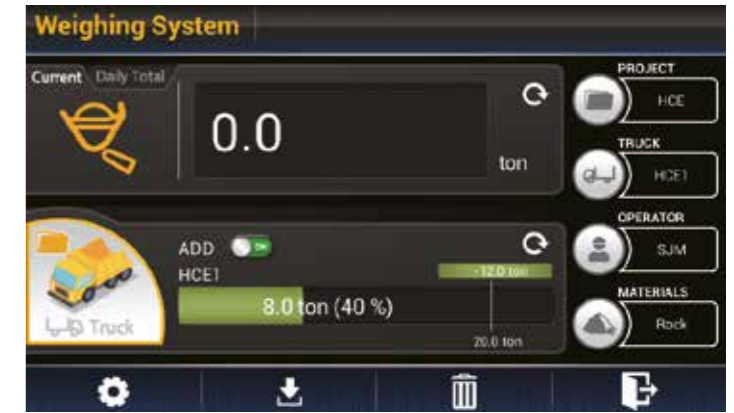 Weighing System
Current Daily Total
0.0
ton
PROJECT
HCE
TRUCK
HCE1
ADD ON
HCE1
-12.0 ton
8.0 ton (40 %)
20.0 ton
Truck
OPERATOR
SJM
MATERIALS
Rock